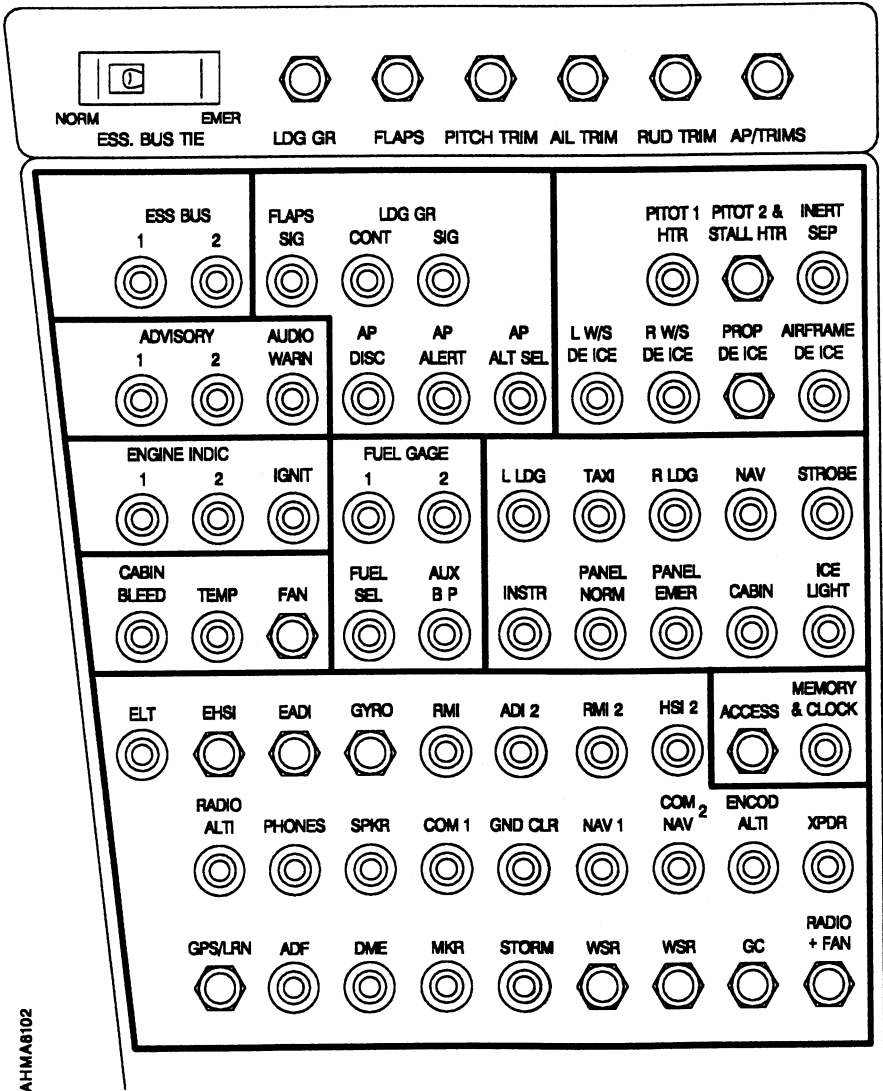 NORM EMER
ESS. BUS TIE LDG GR FLAPS PITCH TRIM AIL TRIM RUD TRIM AP/TRIMS
ESS BUS FLAPS LDG GR PITOT 1 PITOT 2 & INERT
1 2 SIG CONT SIG HTR STALL HTR SEP
ADVISORY AUDIO AP AP AP L W/S R W/S PROP AIRFRAME
1 2 WARN DISC ALERT ALT SEL DE ICE DE ICE DE ICE DE ICE
ENGINE INDIC FUEL GAGE
1 2 IGNIT 1 2 L LDG TAXI R LDG NAV STROBE
CABIN FUEL AUX PANEL PANEL ICE
BLEED TEMP FAN SEL B P INSTR NORM EMER CABIN LIGHT
MEMORY
ELT EHSI EADI GYRO RMI ADI 2 RMI 2 HSI 2 ACCESS & CLOCK
RADIO COM 2 ENCOD
ALTI PHONES SPKR COM 1 GND CLR NAV 1 NAV ALTI XPDR
RADIO
GPS/LRN ADF DME MKR STORM WSR WSR GC + FAN
AHMA8102